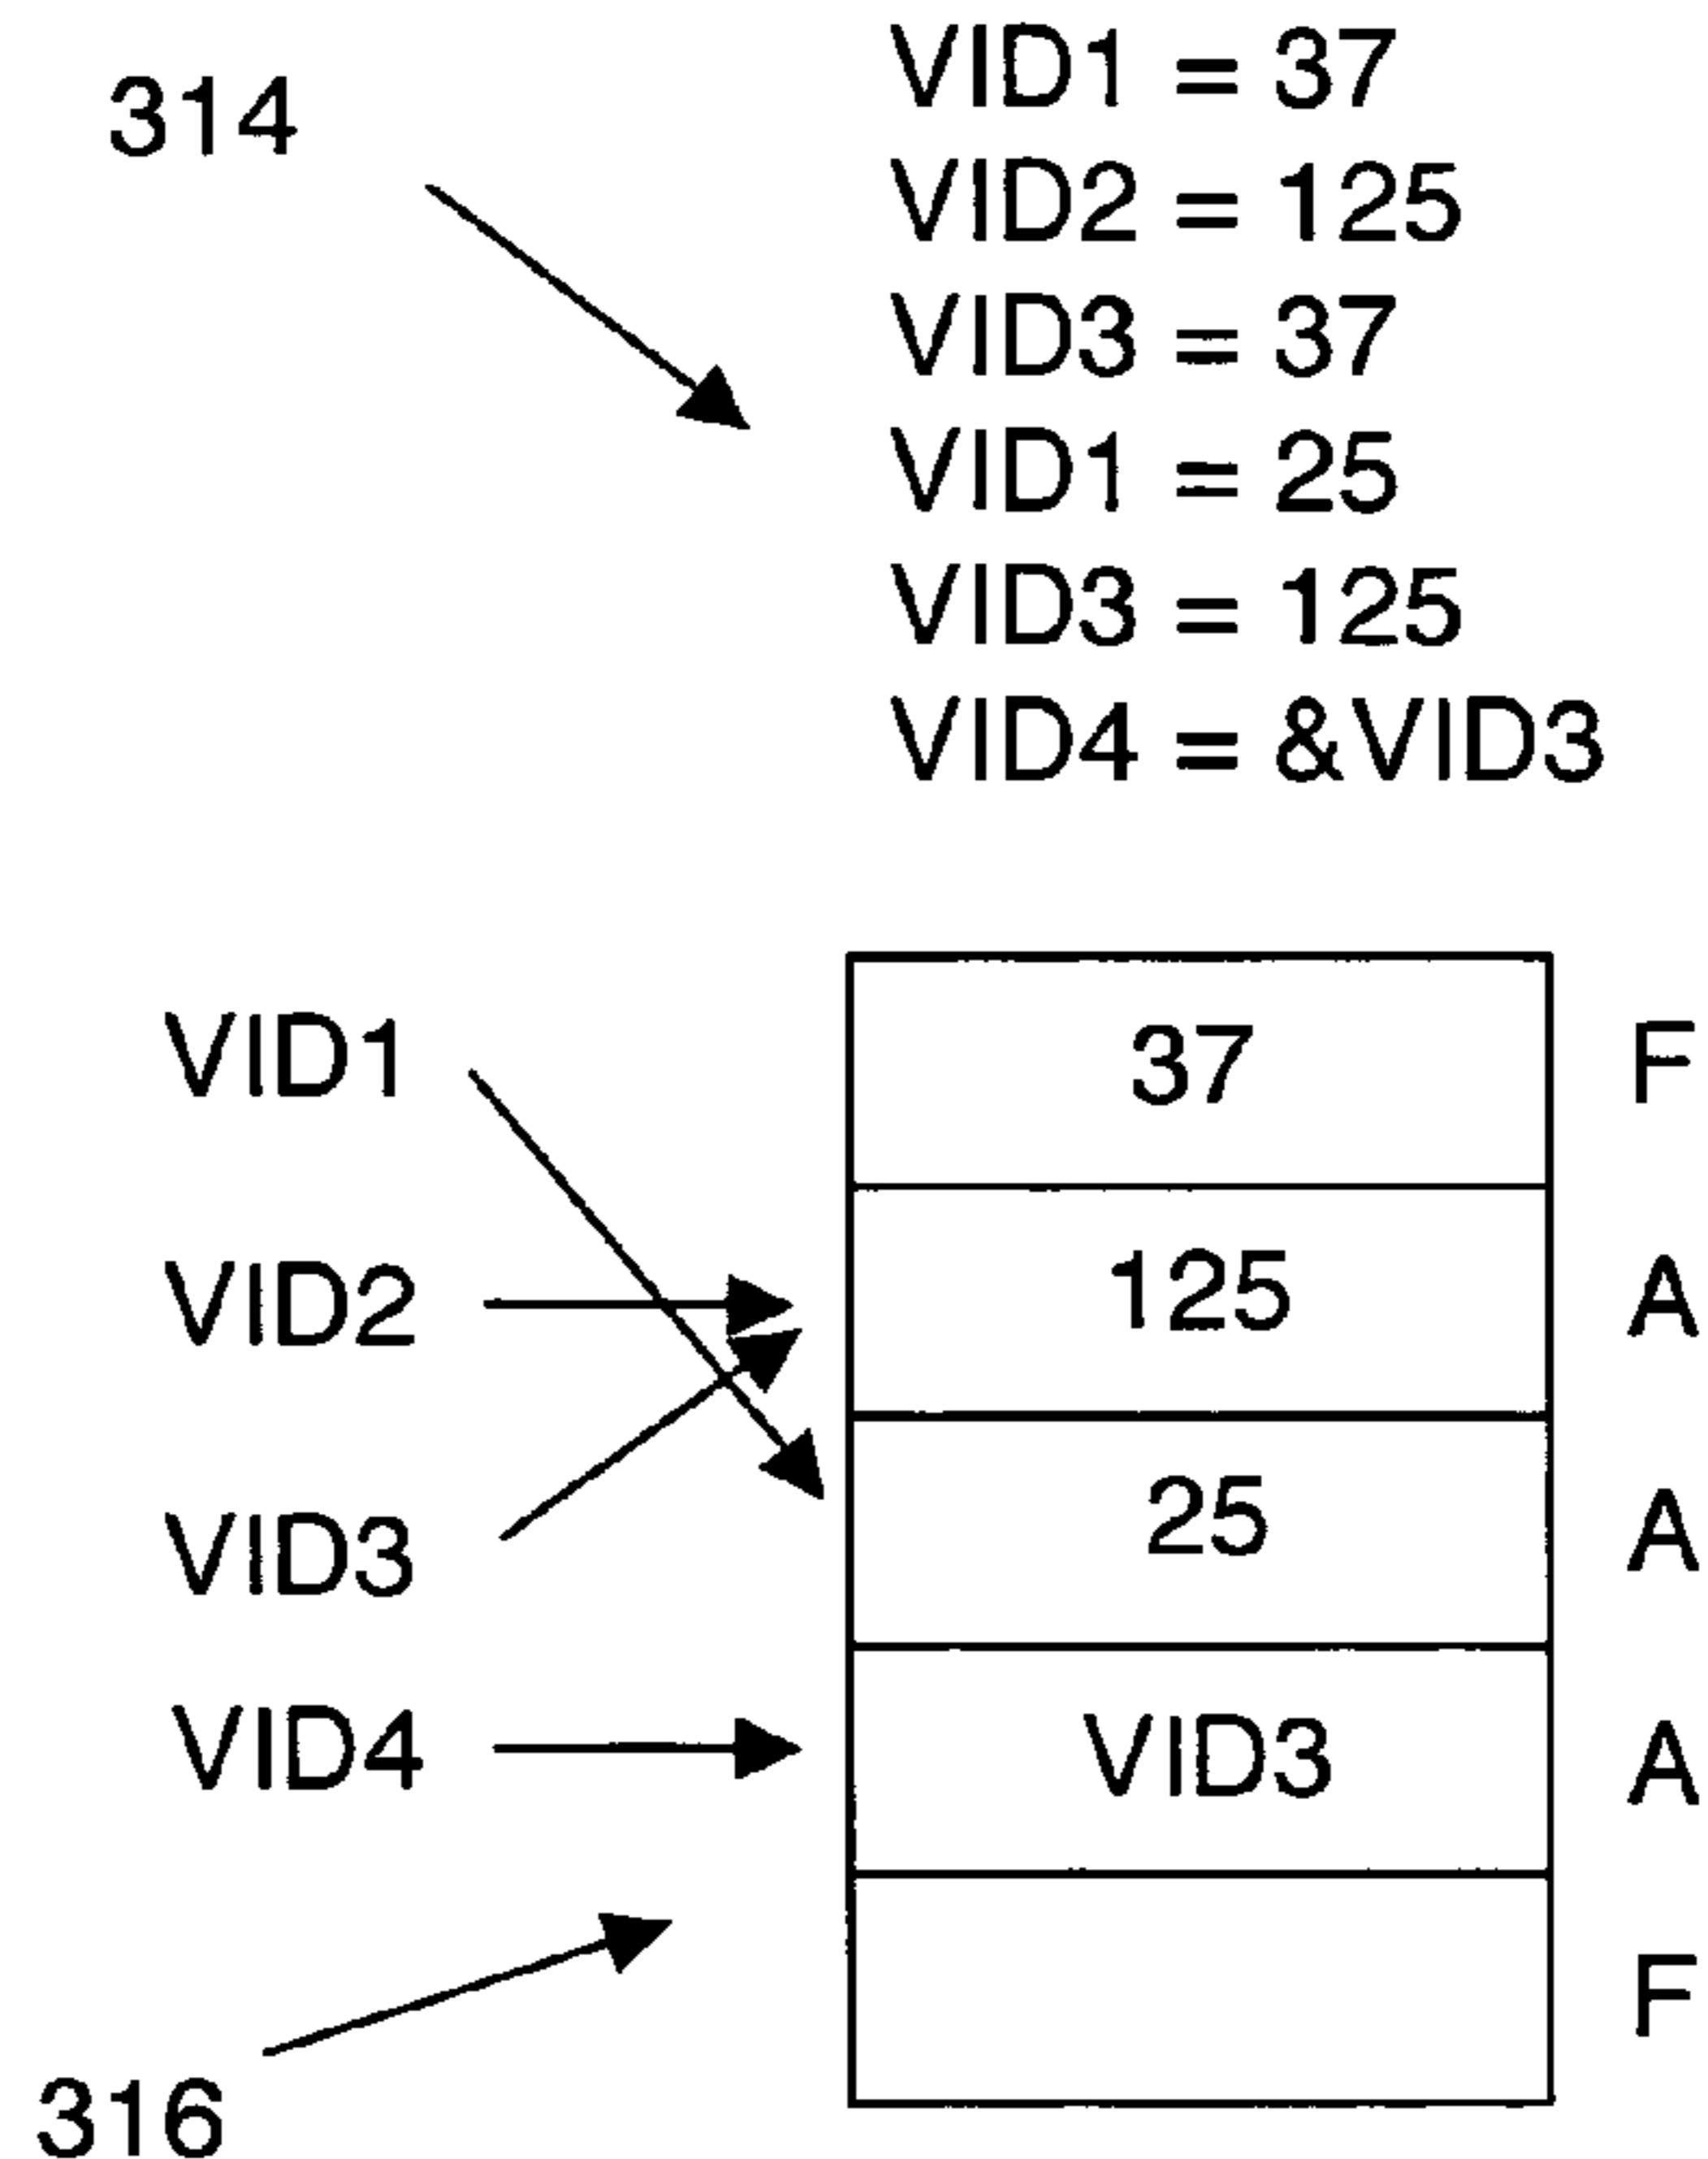 314
VID1 = 37
VID2 = 125
VID3 = 37
VID1 = 25
VID3 = 125
VID4 = &VID3
VID1 37 F
VID2 125 A
VID3 25 A
VID4 VID3 A
F
316